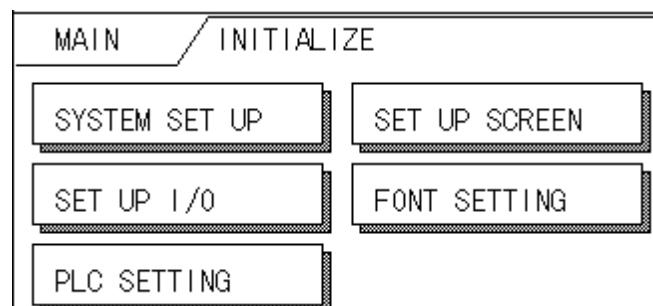 MAIN / INITIALIZE
SYSTEM SET UP
SET UP SCREEN
SET UP I/O
FONT SETTING
PLC SETTING